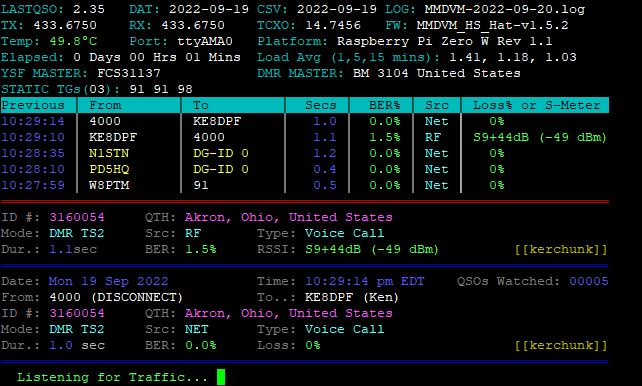 LASTQSO: 2.35 DAT: 2022-09-19 CSV: 2022-09-19 LOG: MMDVM-2022-09-20.log
TX: 433.6750 RX: 433.6750 TCXO: 14.7456 FW: MMDVM_HS_Hat-v1.5.2
Temp: 49.8°C Port: ttyAMA0 Platform: Raspberry Pi Zero W Rev 1.1
Elapsed: 0 Days 00 Hrs 01 Mins Load Avg (1,5,15 mins): 1.41, 1.18, 1.03
YSF MASTER: FCS31137 DMR MASTER: BM 3104 United States
STATIC TGs(03): 91 91 98
Previous | From | To | Secs | BER% | Src | Loss% or S-Meter
10:29:14 | 4000 | KE8DPF | 1.0 | 0.0% | Net | 0%
10:29:10 | KE8DPF | 4000 | 1.1 | 1.5% | RF | S9+44dB (-49 dBm)
10:28:35 | N1STN | DG-ID 0 | 1.2 | 0.0% | Net | 0%
10:28:10 | PD5HQ | DG-ID 0 | 0.4 | 0.0% | Net | 0%
10:27:59 | W8PTM | 91 | 0.5 | 0.0% | Net | 0%
ID #: 3160054 QTH: Akron, Ohio, United States
Mode: DMR TS2 Src: RF Type: Voice Call
Dur.: 1.1sec BER: 1.5% RSSI: S9+44dB (-49 dBm) [[kerchunk]]
Date: Mon 19 Sep 2022 Time: 10:29:14 pm EDT QSOs Watched: 00005
From: 4000 (DISCONNECT) To..: KE8DPF (Ken)
ID #: 3160054 QTH: Akron, Ohio, United States
Mode: DMR TS2 Src: NET Type: Voice Call
Dur.: 1.0 sec BER: 0.0% Loss: 0% [[kerchunk]]
Listening for Traffic...